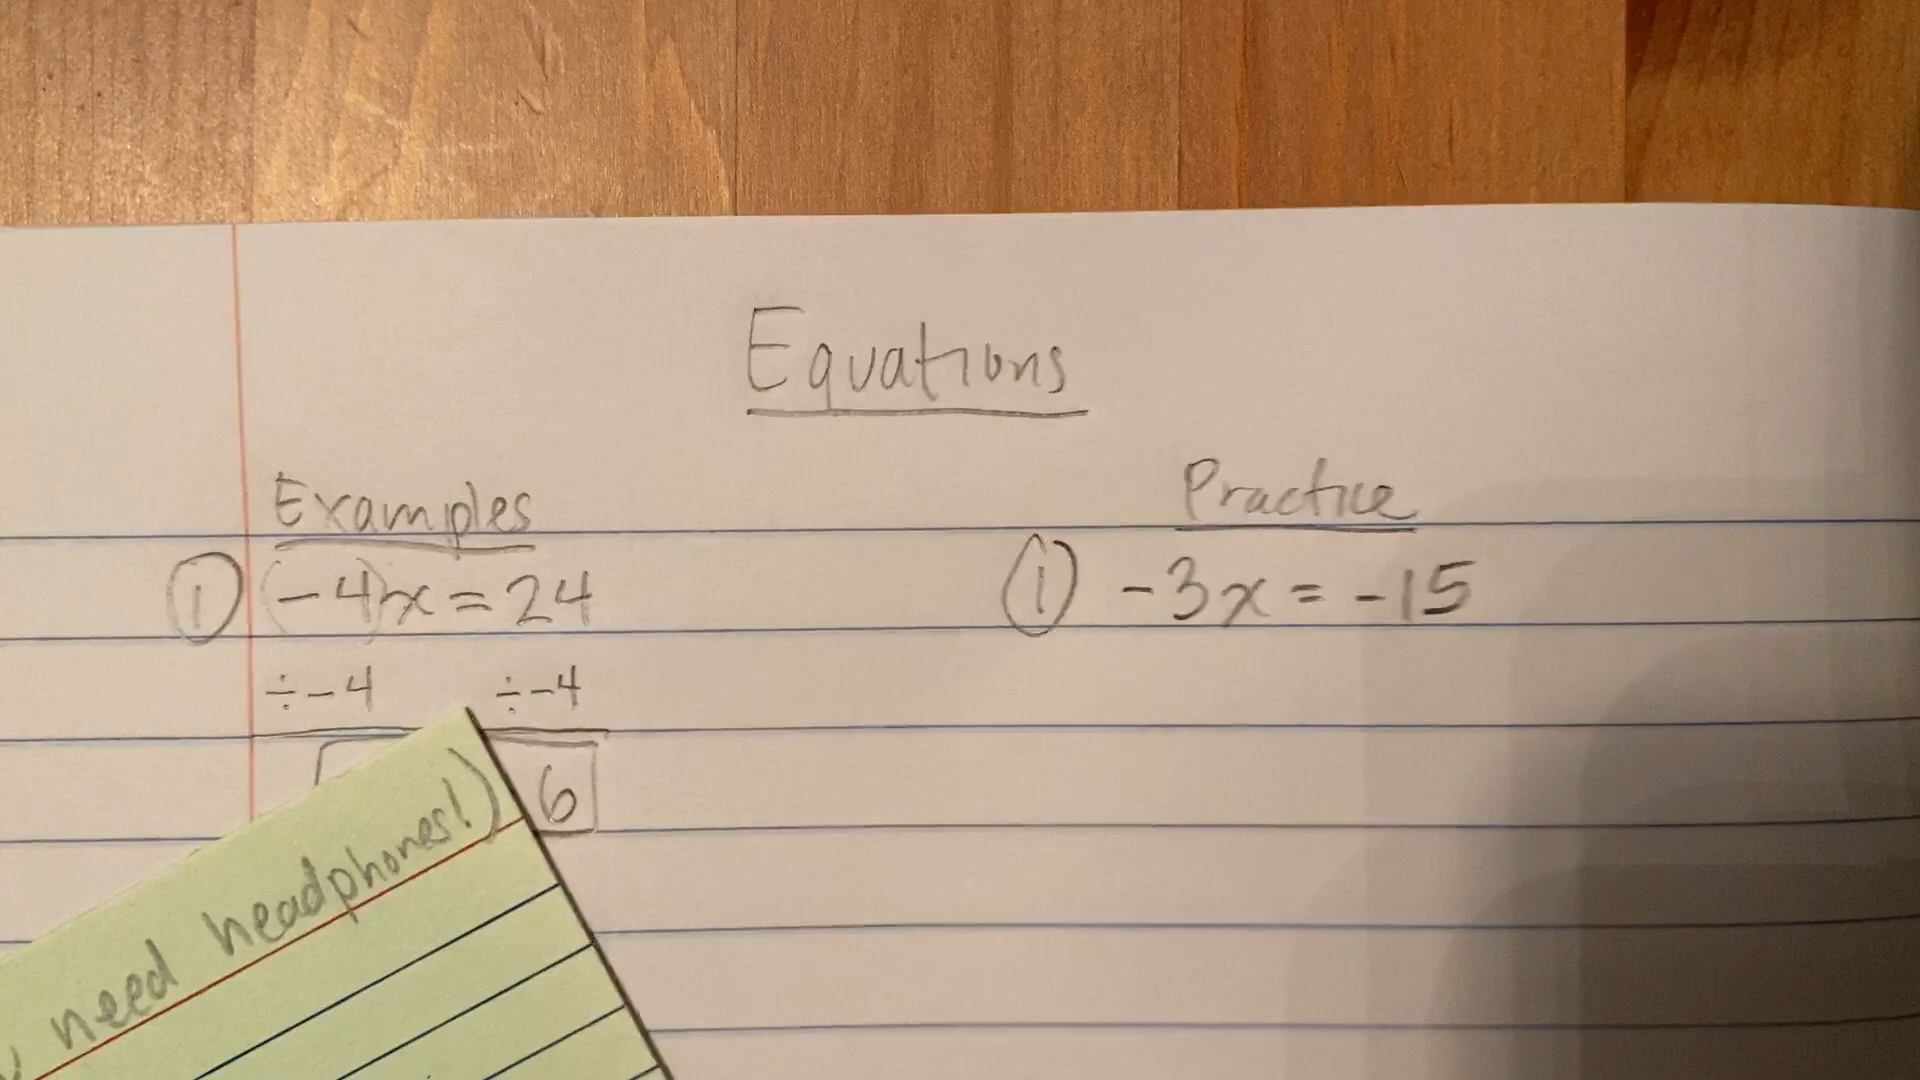 Equations
Examples
① (-4)x = 24
÷-4 ÷-4
6
Practice
① -3x = -15
need headphones!)